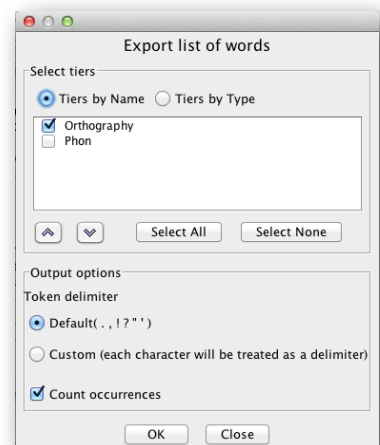 Export list of words
Select tiers
Tiers by Name Tiers by Type
Orthography
Phon
Select All Select None
Output options
Token delimiter
Default( . , ! ? " ' )
Custom (each character will be treated as a delimiter)
Count occurrences
OK Close